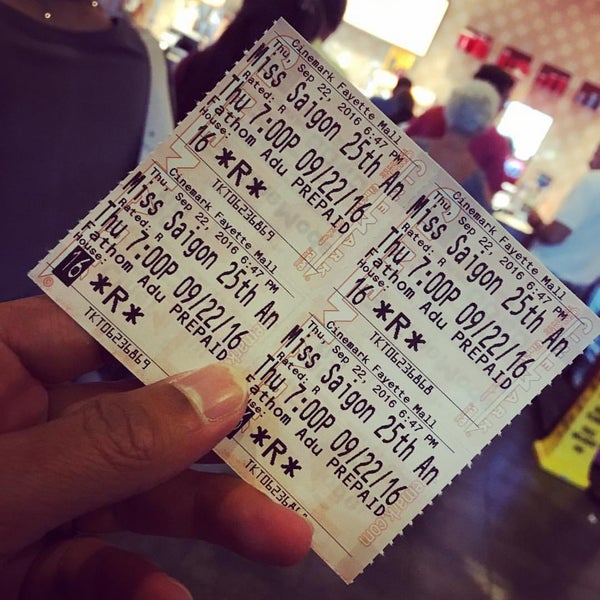 Cinemark Fayette Mall
Thu, Sep 22, 2016 6:47 PM
Miss Saigon 25th An
Rated: R
Thu 7:00P 09/22/16
Fathom Adu PREPAID
House:
16 *R*
TKT06236869
Cinemark Fayette Mall
Thu, Sep 22, 2016 6:47 PM
Miss Saigon 25th An
Rated: R
Thu 7:00P 09/22/16
Fathom Adu PREPAID
House:
16 *R*
TKT06236868
Thu, Sep 22, 2016 6:47 PM
Miss Saigon 25th An
Rated: R
Thu 7:00P 09/22/16
Fathom Adu PREPAID
House:
16 *R*
TKT06236869
Cinemark Fayette Mall
Thu, Sep 22, 2016 6:47 PM
Miss Saigon 25th An
Rated: R
Thu 7:00P 09/22/16
Fathom Adu PREPAID
House:
*R*
TKT06236868